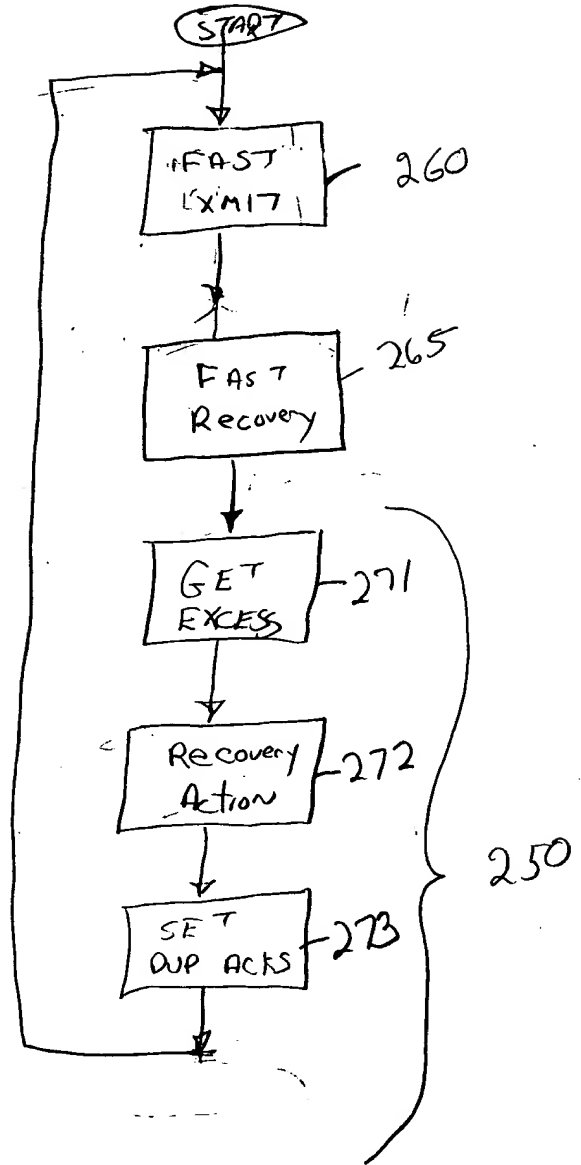 START
FAST
XMIT
260
FAST
Recovery
265
GET
EXCESS
271
Recovery
Action
272
SET
DUP ACKS
273
250